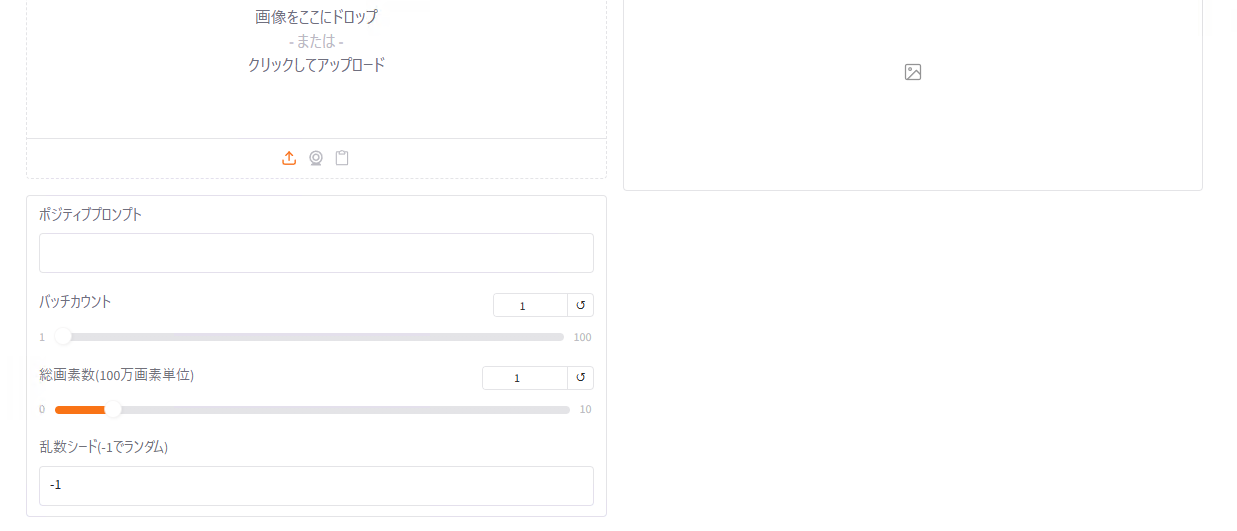 画像をここにドロップ
- または -
クリックしてアップロード
ポジティブプロンプト
バッチカウント
1
1
100
総画素数(100万画素単位)
1
0
10
乱数シード(-1でランダム)
-1